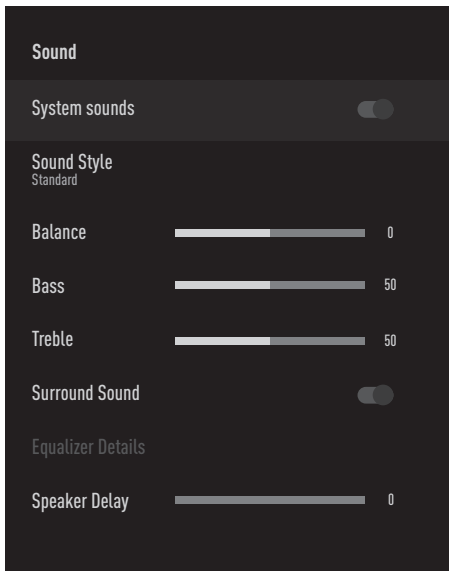 Sound
System sounds
Sound Style
Standard
Balance 0
Bass 50
Treble 50
Surround Sound
Equalizer Details
Speaker Delay 0